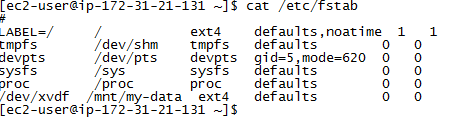 [ec2-user@ip-172-31-21-131 ~]$ cat /etc/fstab
#
LABEL=/     /           ext4    defaults,noatime  1   1
tmpfs       /dev/shm    tmpfs   defaults        0   0
devpts      /dev/pts    devpts  gid=5,mode=620  0   0
sysfs       /sys        sysfs   defaults        0   0
proc        /proc       proc    defaults        0   0
/dev/xvdf  /mnt/my-data  ext4   defaults        0   0
[ec2-user@ip-172-31-21-131 ~]$